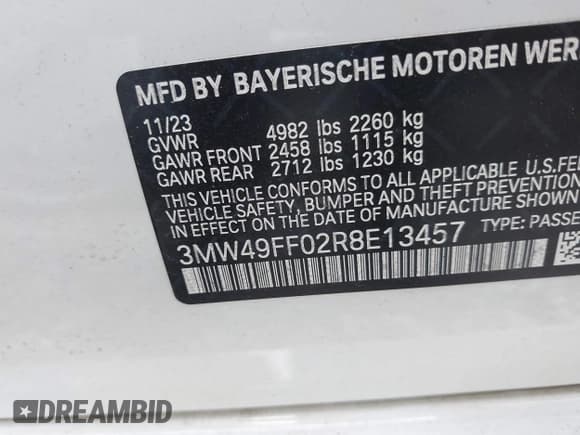 MFD BY BAYERISCHE MOTOREN WER
11/23
GVWR 4982 lbs 2260 kg
GAWR FRONT 2458 lbs 1115 kg
GAWR REAR 2712 lbs 1230 kg
THIS VEHICLE CONFORMS TO ALL APPLICABLE U.S.FE
VEHICLE SAFETY, BUMPER AND THEFT PREVENTION
IN EFFECT ON THE DATE OF MANUFACTURE SHOWN
3MW49FF02R8E13457 TYPE: PASSE
DREAMBID